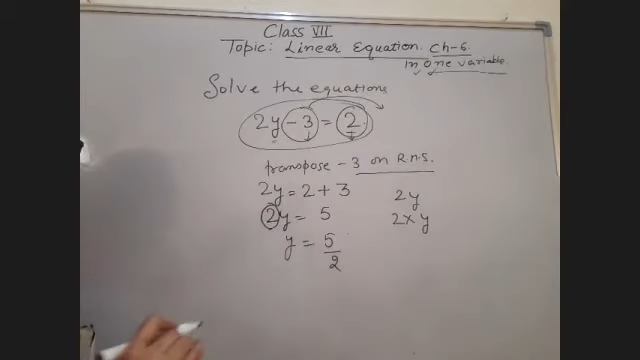 Class VII
Topic: Linear Equation. Ch-6.
in One variable.
Solve the equations
2y - 3 = 2.
transpose - 3 on R.H.S.
2y = 2 + 3
2y = 5
y = 5/2
2y
2 x y